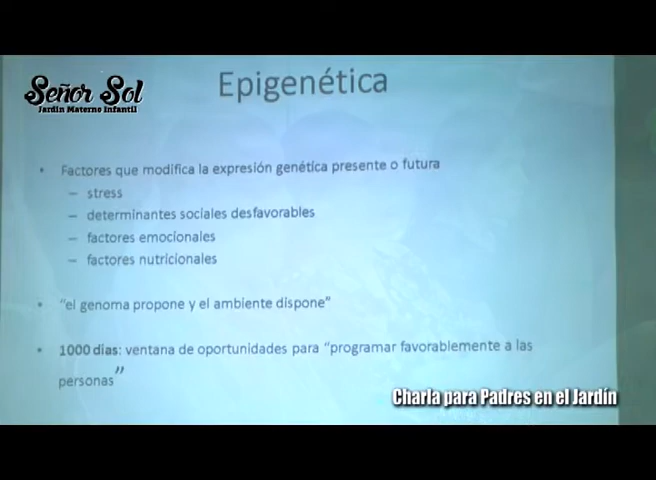 Señor Sol
Jardín Materno Infantil
Epigenética
• Factores que modifica la expresión genética presente o futura
– stress
– determinantes sociales desfavorables
– factores emocionales
– factores nutricionales
• "el genoma propone y el ambiente dispone"
• 1000 días: ventana de oportunidades para "programar favorablemente a las
personas"
Charla para Padres en el Jardín